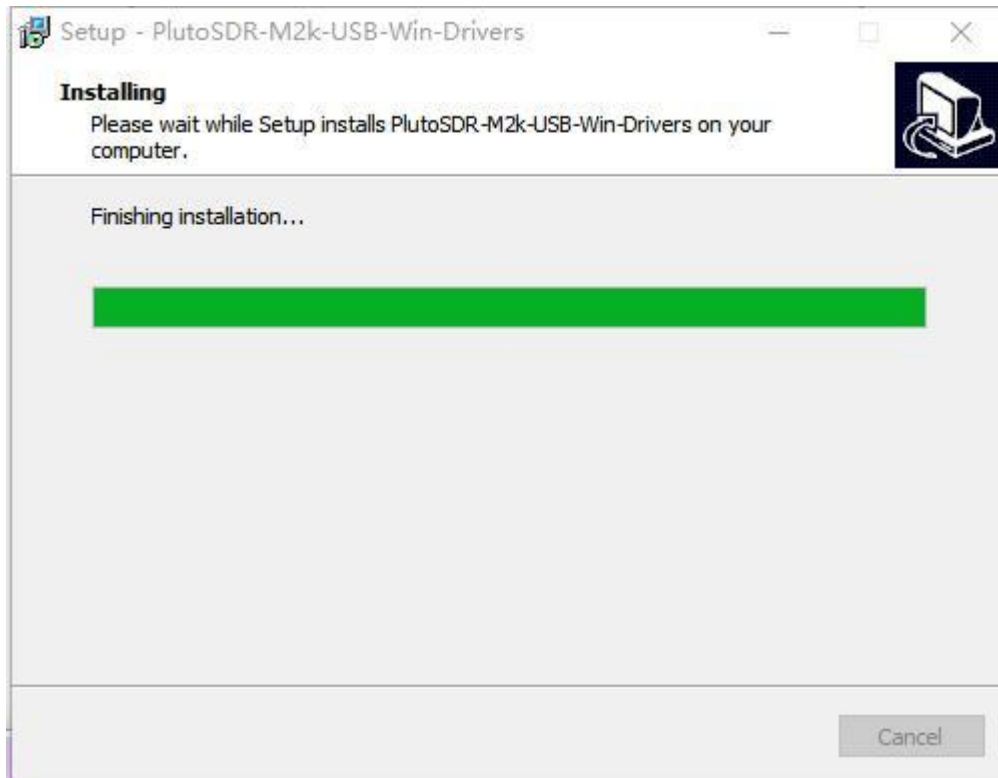 Setup - PlutoSDR-M2k-USB-Win-Drivers
Installing
Please wait while Setup installs PlutoSDR-M2k-USB-Win-Drivers on your
computer.
Finishing installation...
Cancel